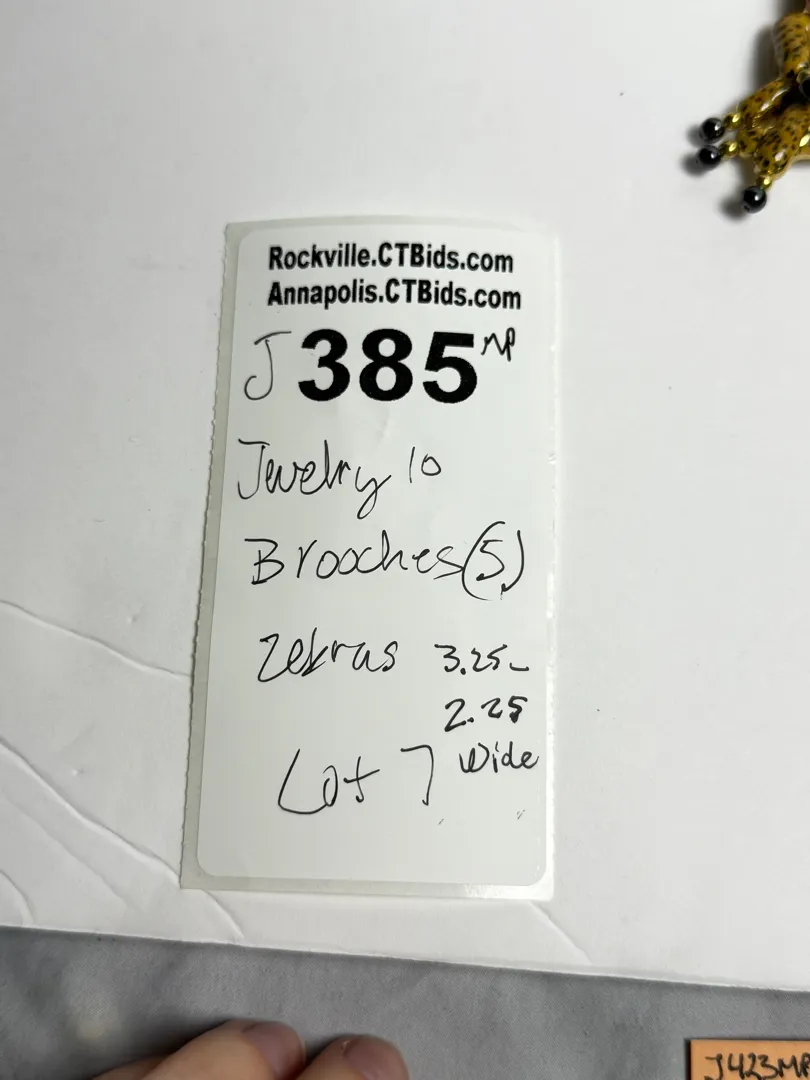 Rockville.CTBids.com
Annapolis.CTBids.com
J 385 MP
Jewelry 10
Brooches (5)
Zebras 3.25-
2.25
Wide
Lot 7
J423MP